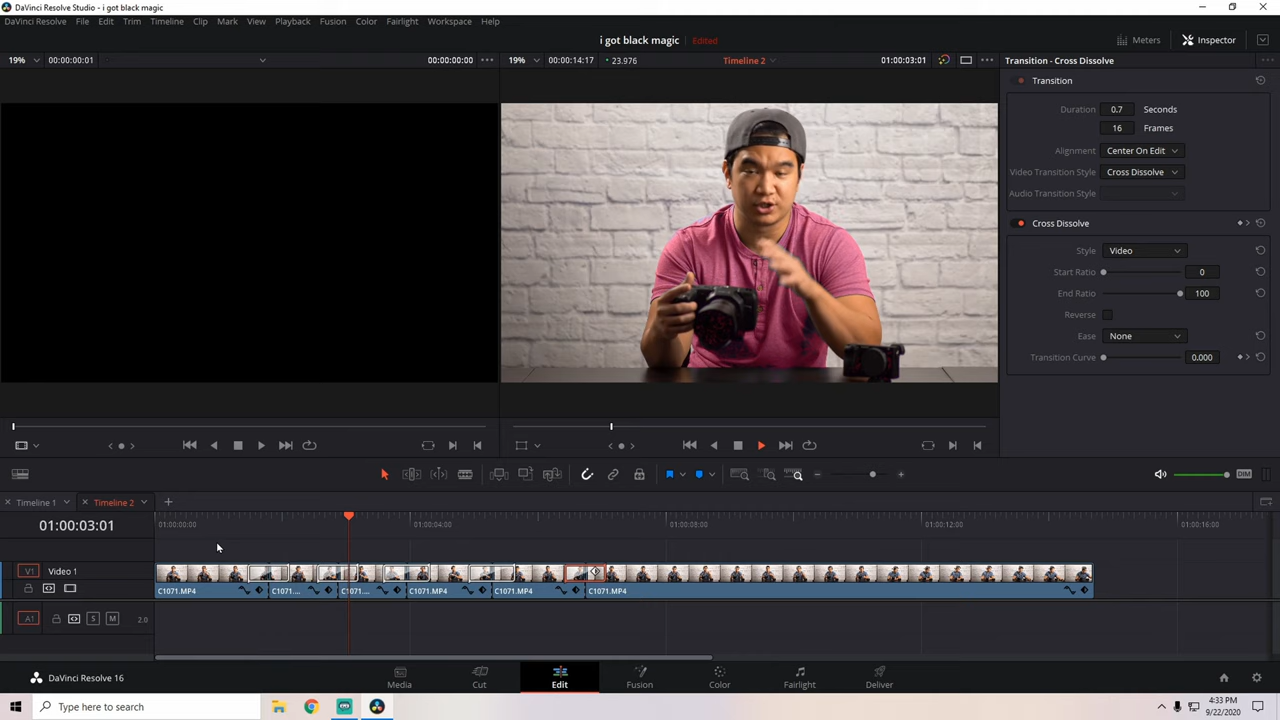 DaVinci Resolve Studio - i got black magic
DaVinci Resolve File Edit Trim Timeline Clip Mark View Playback Fusion Color Fairlight Workspace Help
i got black magic Edited
Meters Inspector
19% 00:00:00:01 00:00:00:00 19% 00:00:14:17 23.976 Timeline 2 01:00:03:01 Transition - Cross Dissolve
Transition
Duration 0.7 Seconds
16 Frames
Alignment Center On Edit
Video Transition Style Cross Dissolve
Audio Transition Style
Cross Dissolve
Style Video
Start Ratio 0
End Ratio 100
Reverse
Ease None
Transition Curve 0.000
DIM
Timeline 1 Timeline 2
01:00:03:01 01:00:00:00 01:00:04:00 01:00:08:00 01:00:12:00 01:00:16:00
V1 Video 1
C1071.MP4 C1071.... C1071.... C1071.MP4 C1071.MP4 C1071.MP4
A1 S M 2.0
DaVinci Resolve 16 Media Cut Edit Fusion Color Fairlight Deliver
Type here to search
4:33 PM
9/22/2020